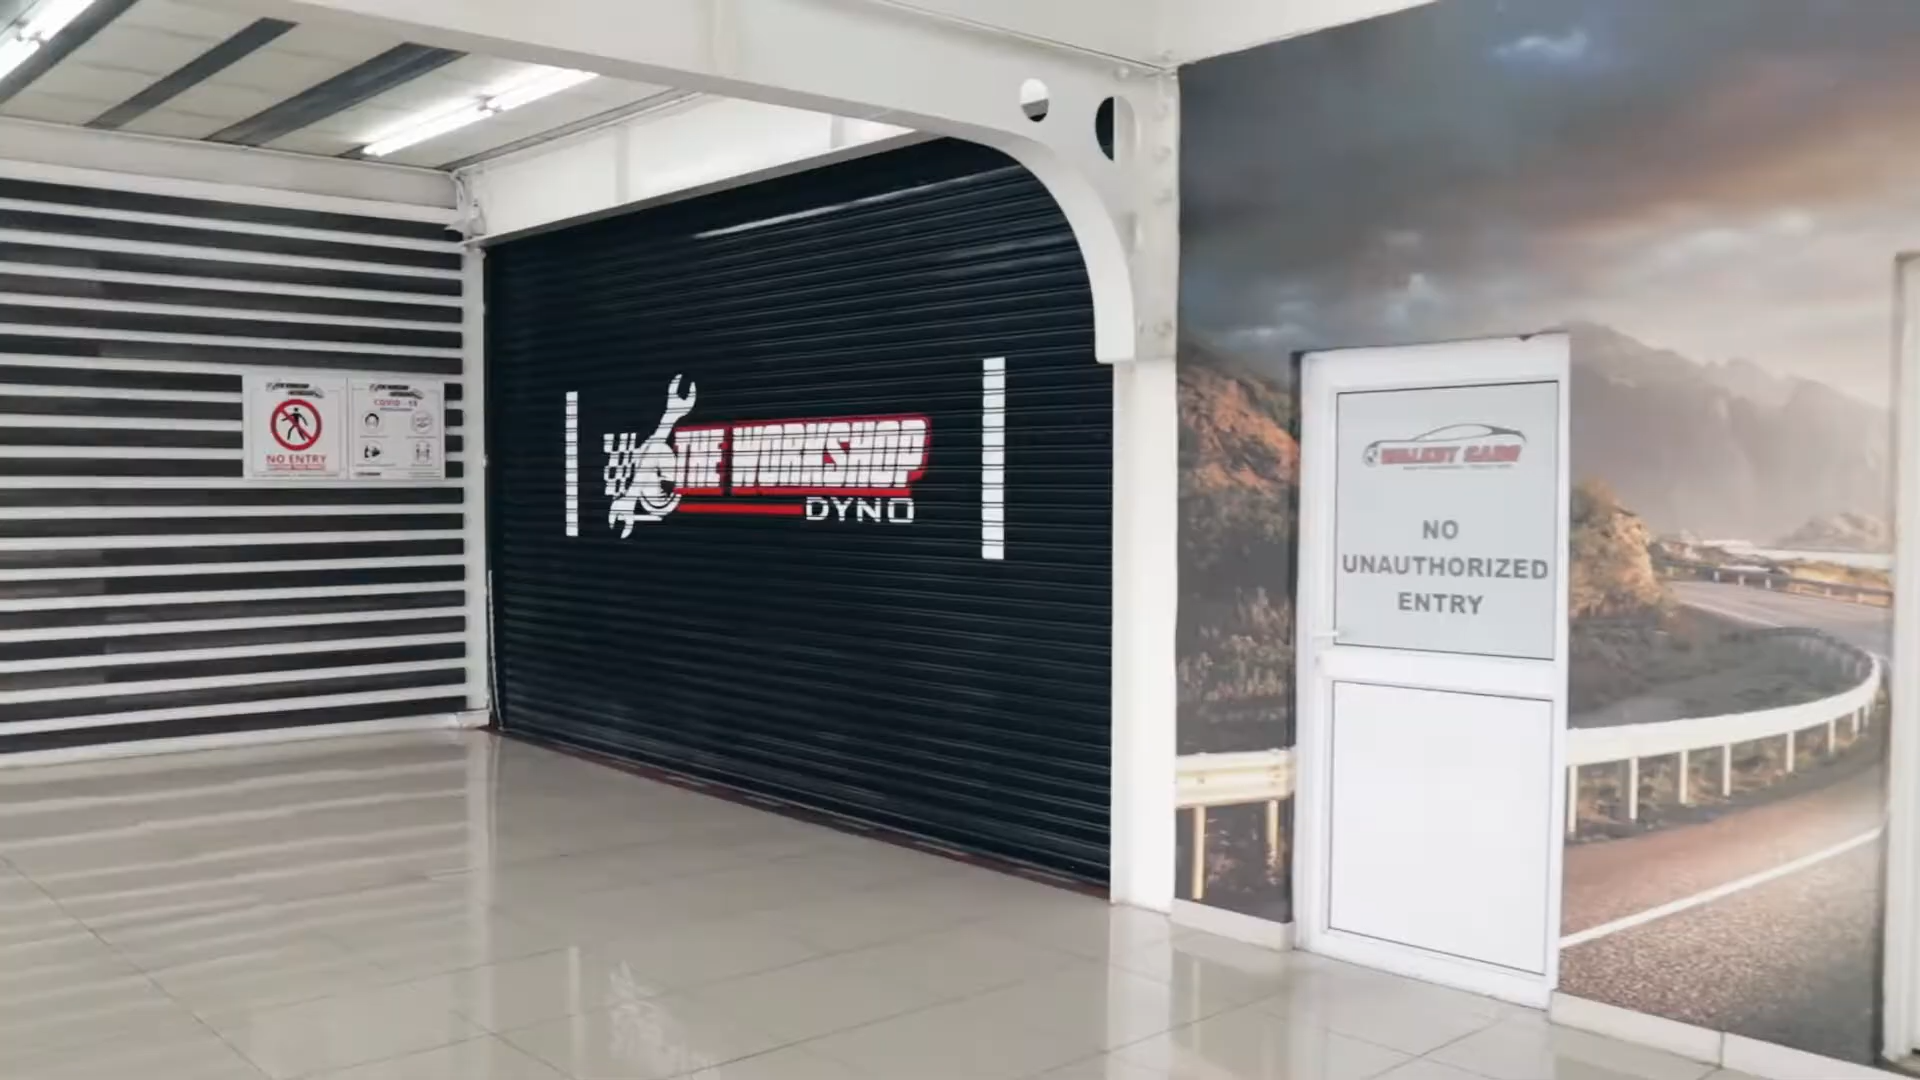 NO ENTRY
COVID - 19
THE WORKSHOP
DYNO
NO
UNAUTHORIZED
ENTRY